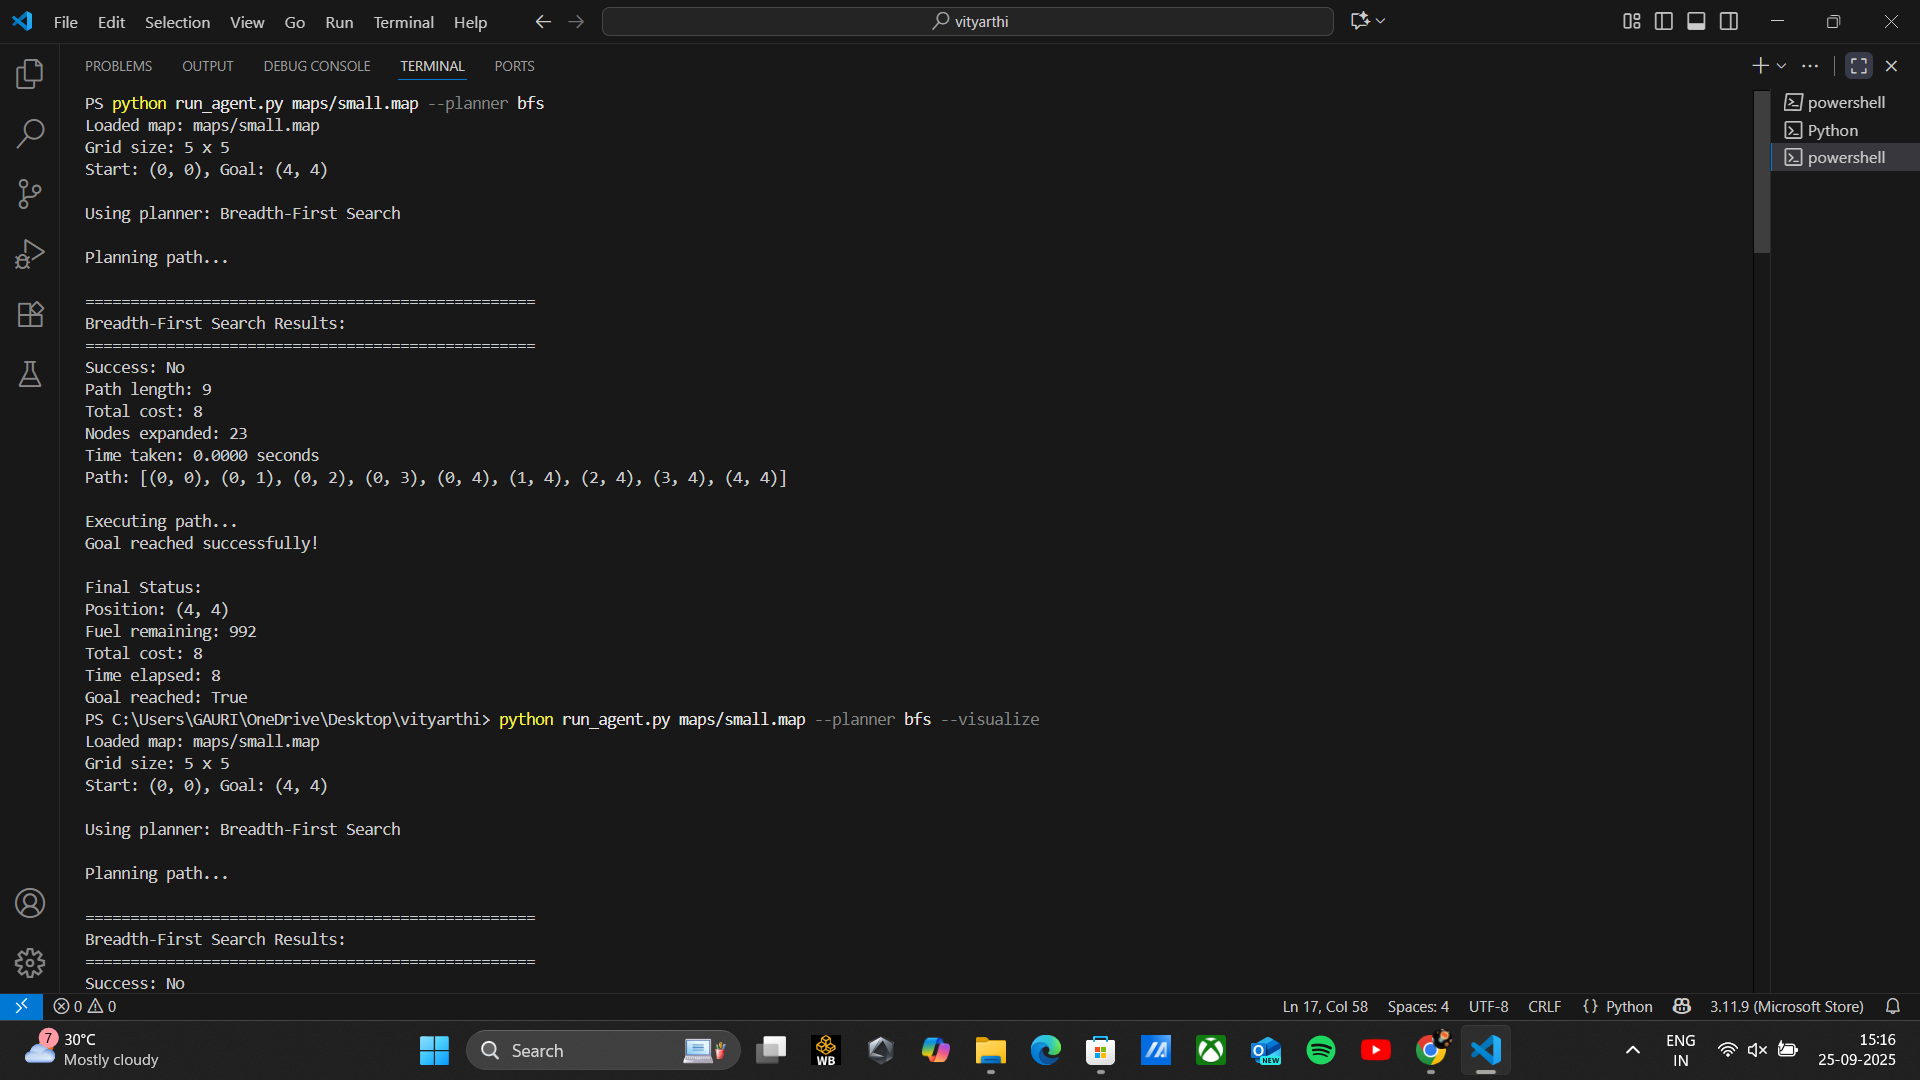 File Edit Selection View Go Run Terminal Help
vityarthi
PROBLEMS OUTPUT DEBUG CONSOLE TERMINAL PORTS
powershell
Python
powershell
PS python run_agent.py maps/small.map --planner bfs
Loaded map: maps/small.map
Grid size: 5 x 5
Start: (0, 0), Goal: (4, 4)
Using planner: Breadth-First Search
Planning path...
==================================================
Breadth-First Search Results:
==================================================
Success: No
Path length: 9
Total cost: 8
Nodes expanded: 23
Time taken: 0.0000 seconds
Path: [(0, 0), (0, 1), (0, 2), (0, 3), (0, 4), (1, 4), (2, 4), (3, 4), (4, 4)]
Executing path...
Goal reached successfully!
Final Status:
Position: (4, 4)
Fuel remaining: 992
Total cost: 8
Time elapsed: 8
Goal reached: True
PS C:\Users\GAURI\OneDrive\Desktop\vityarthi> python run_agent.py maps/small.map --planner bfs --visualize
Loaded map: maps/small.map
Grid size: 5 x 5
Start: (0, 0), Goal: (4, 4)
Using planner: Breadth-First Search
Planning path...
==================================================
Breadth-First Search Results:
==================================================
Success: No
0 0
Ln 17, Col 58 Spaces: 4 UTF-8 CRLF {} Python 3.11.9 (Microsoft Store)
7
30°C
Mostly cloudy
Search
WB
NEW
ENG
IN
15:16
25-09-2025